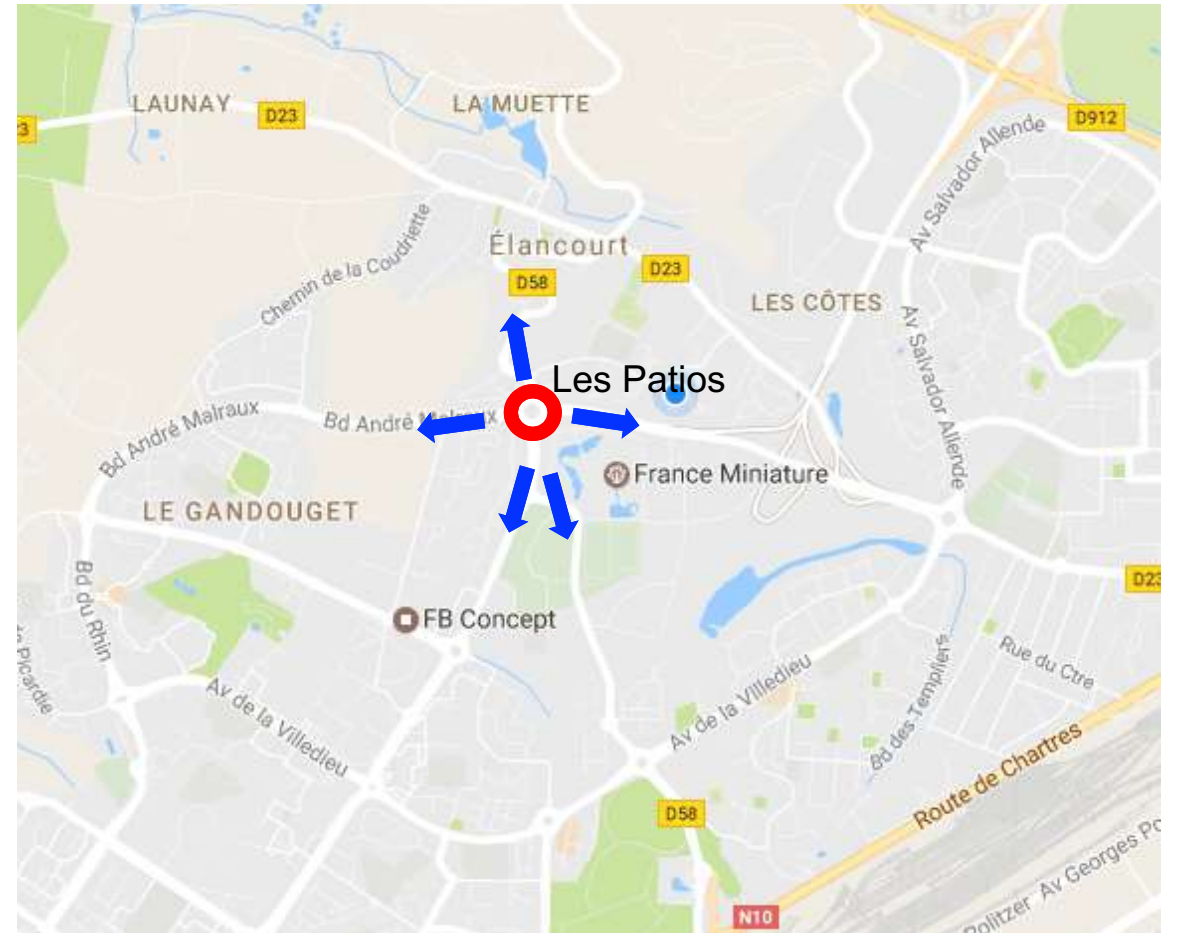 LAUNAY
D23
LA MUETTE
D912
Av Salvador Allende
Chemin de la Coudriette
Élancourt
D58
D23
LES CÔTES
Av Salvador Allende
Les Patios
Bd André Malraux
Bd André Malraux
France Miniature
LE GANDOUGET
Bd du Rhin
D23
FB Concept
Picardie
Rue du Ctre
Av de la Villedieu
Av de la Villedieu
Bd des Templiers
Route de Chartres
D58
N10
Politzer
Av Georges